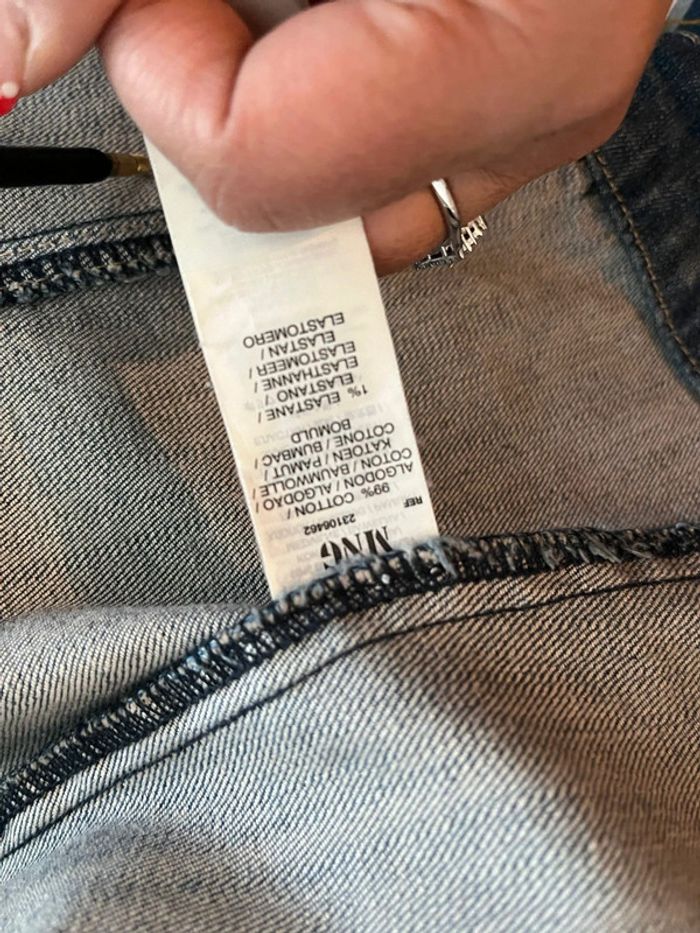 MNG
REF 23106462
99% COTTON /
ALGODON / ALGODAO /
COTON / BAUMWOLLE /
KATOEN / PAMUT /
COTONE / BUMBAC /
BOMULD
1% ELASTANE /
ELASTANO /
ELASTHANNE /
ELASTOMEER /
ELASTAN /
ELASTOMERO